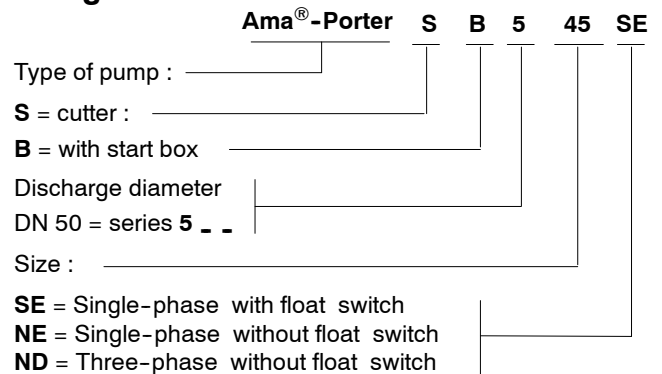 Ama®-Porter S B 5 45 SE
Type of pump :
S = cutter :
B = with start box
Discharge diameter
DN 50 = series 5 _ _
Size :
SE = Single-phase with float switch
NE = Single-phase without float switch
ND = Three-phase without float switch